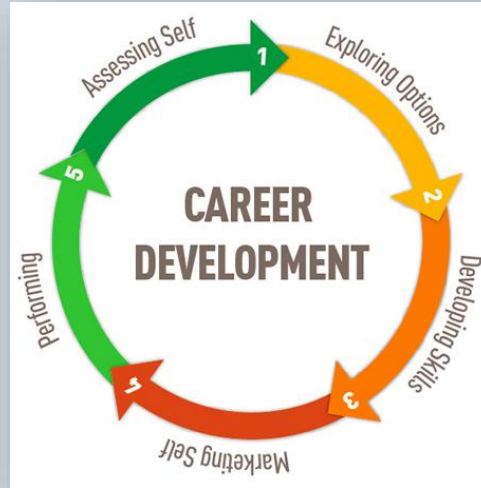 CAREER
DEVELOPMENT
Assessing Self
1
Exploring Options
2
Developing Skills
3
Marketing Self
4
Performing
5